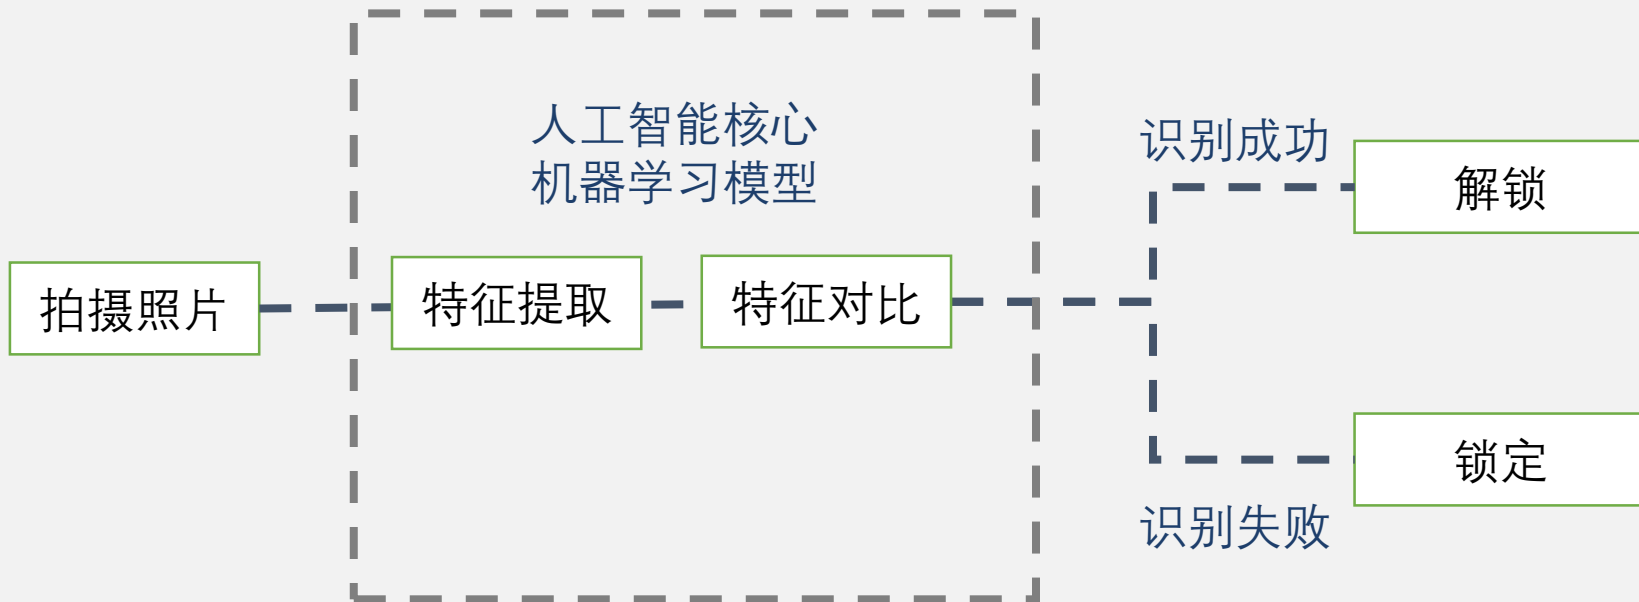 人工智能核心
机器学习模型
拍摄照片
特征提取
特征对比
识别成功
解锁
锁定
识别失败